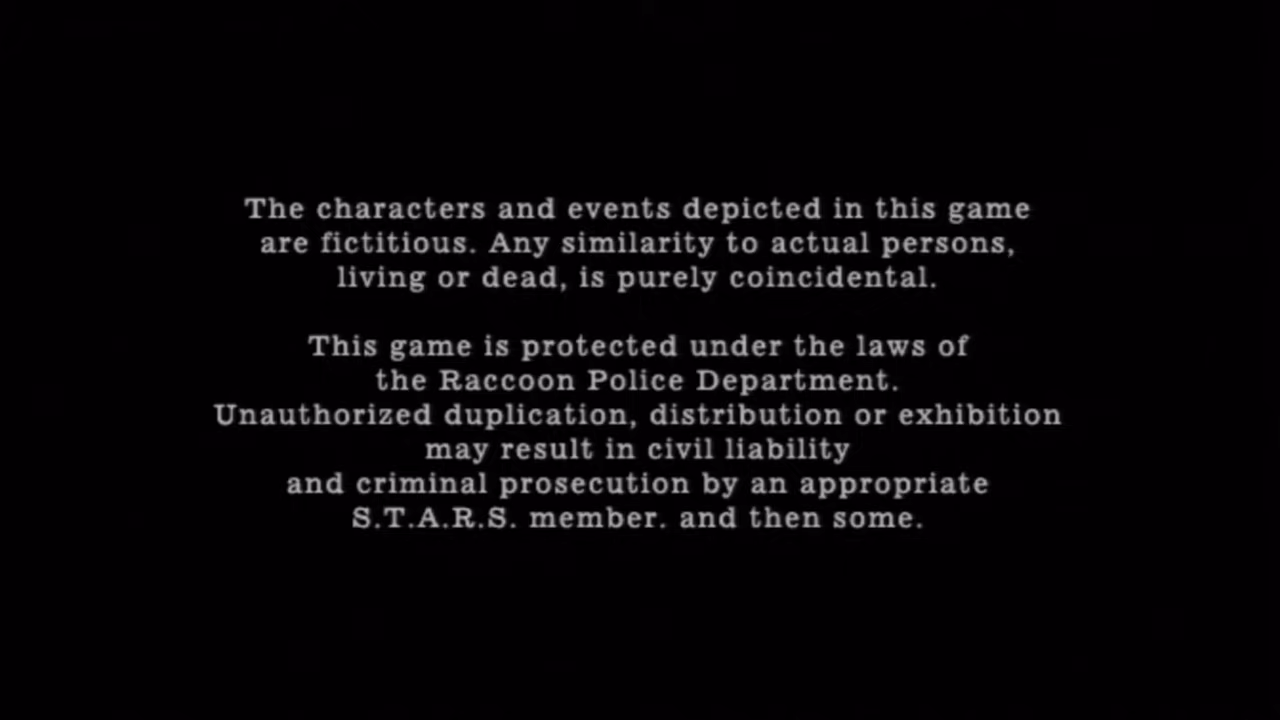 The characters and events depicted in this game
are fictitious. Any similarity to actual persons,
living or dead, is purely coincidental.
This game is protected under the laws of
the Raccoon Police Department.
Unauthorized duplication, distribution or exhibition
may result in civil liability
and criminal prosecution by an appropriate
S.T.A.R.S. member. and then some.